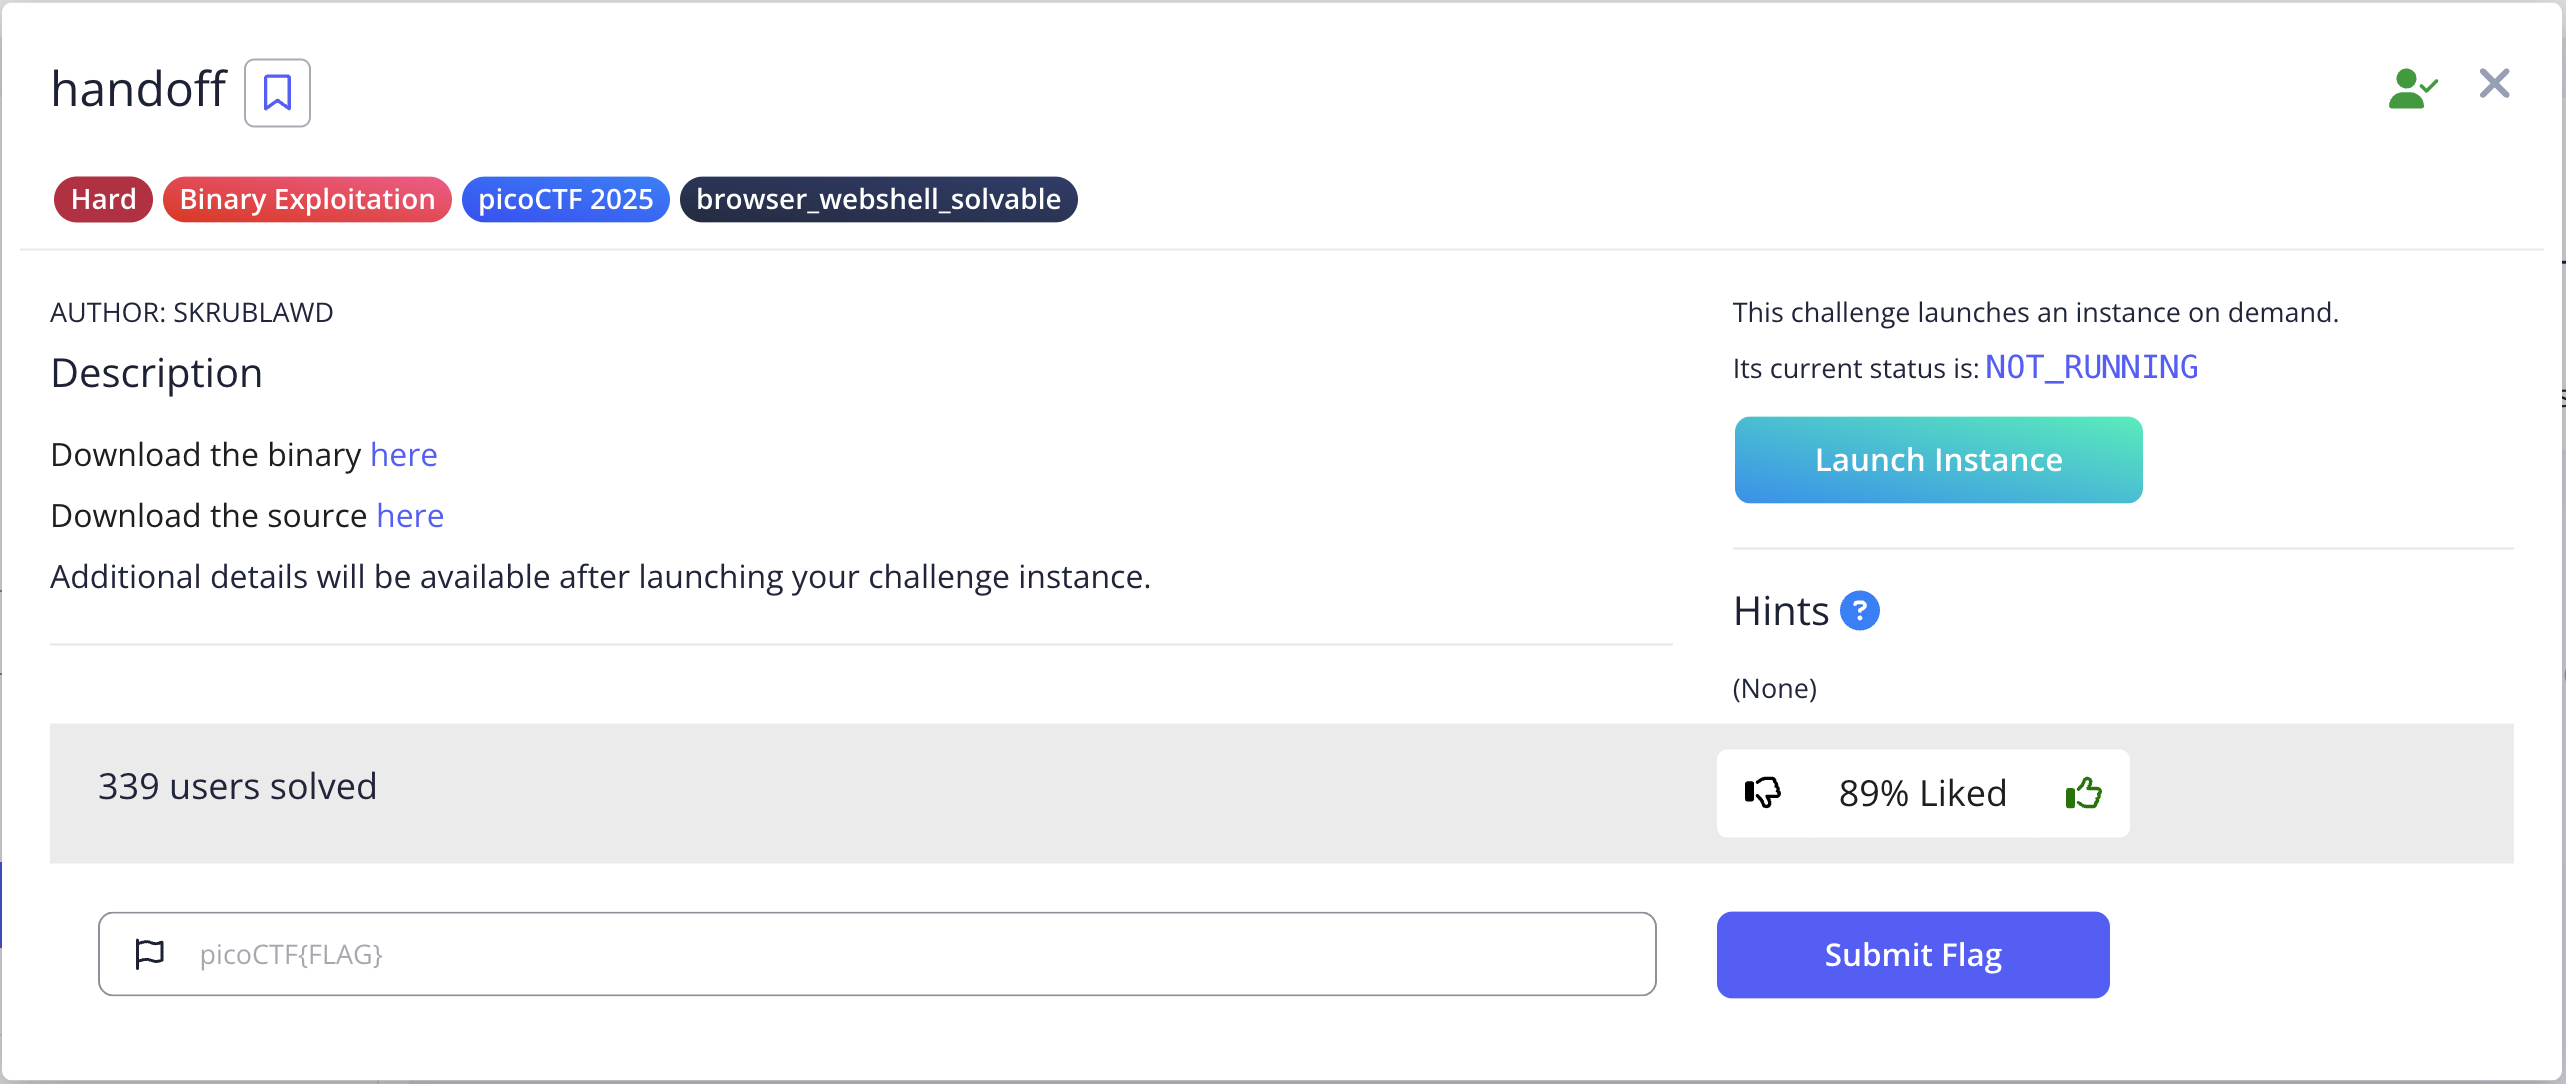 handoff
Hard Binary Exploitation picoCTF 2025 browser_webshell_solvable
AUTHOR: SKRUBLAWD
Description
Download the binary here
Download the source here
Additional details will be available after launching your challenge instance.
This challenge launches an instance on demand.
Its current status is: NOT_RUNNING
Launch Instance
Hints ?
(None)
339 users solved
89% Liked
picoCTF{FLAG}
Submit Flag